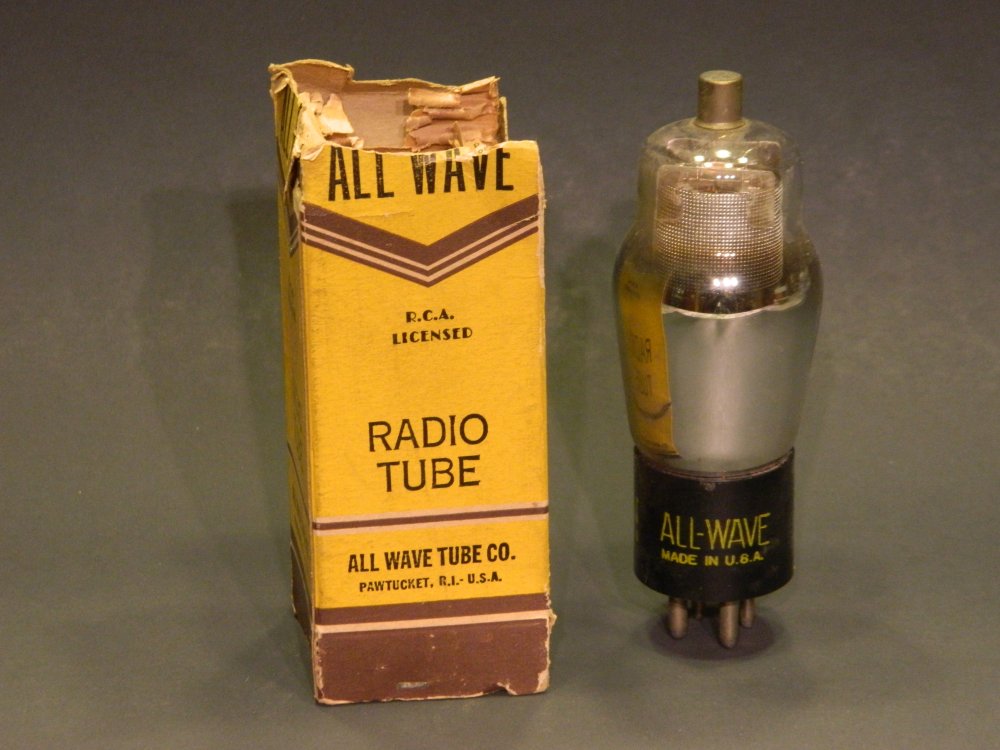 ALL WAVE
R.C.A.
LICENSED
RADIO
TUBE
ALL WAVE TUBE CO.
PAWTUCKET, R.I.- U.S.A.
ALL-WAVE
MADE IN U.S.A.